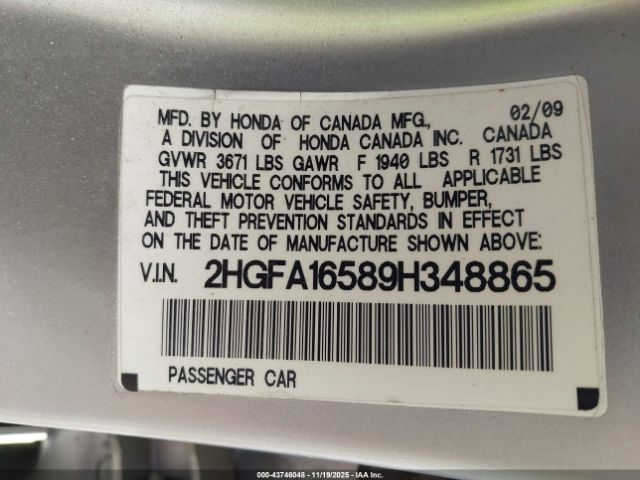 MFD. BY HONDA OF CANADA MFG., 02/09
A DIVISION OF HONDA CANADA INC. CANADA
GVWR 3671 LBS GAWR F 1940 LBS R 1731 LBS
THIS VEHICLE CONFORMS TO ALL APPLICABLE
FEDERAL MOTOR VEHICLE SAFETY, BUMPER,
AND THEFT PREVENTION STANDARDS IN EFFECT
ON THE DATE OF MANUFACTURE SHOWN ABOVE:
V.I.N. 2HGFA16589H348865
PASSENGER CAR
000-43746048 - 11/19/2025 - IAA Inc.